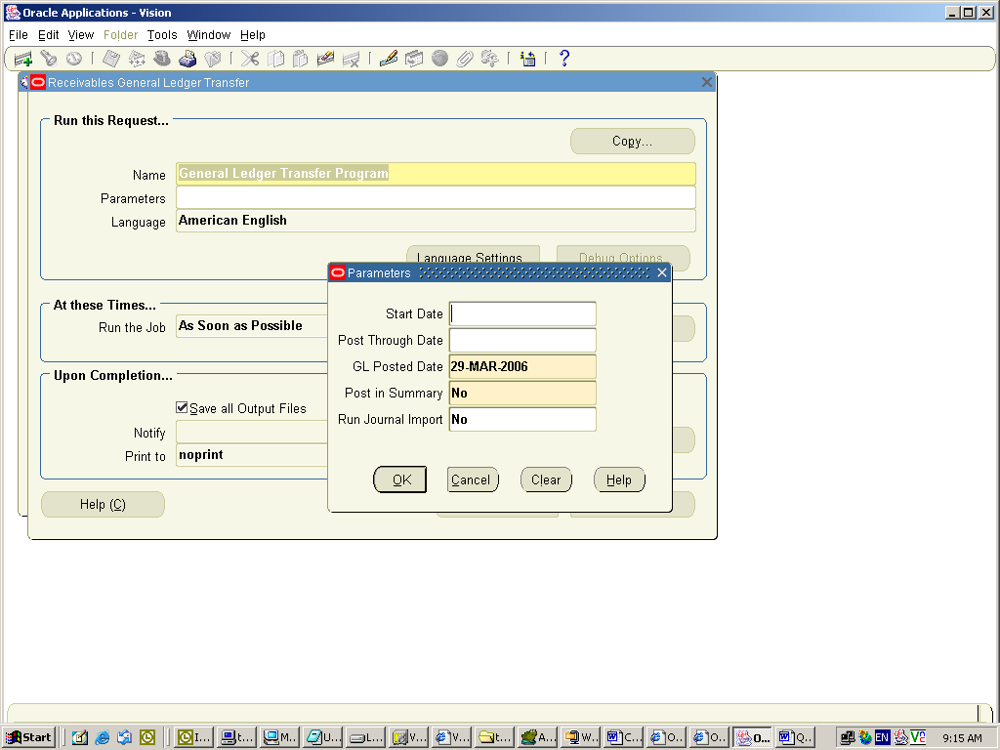 Oracle Applications - Vision
File Edit View Folder Tools Window Help
Receivables General Ledger Transfer
Run this Request...
Copy...
Name General Ledger Transfer Program
Parameters
Language American English
Language Settings Debug Options
Parameters
At these Times...
Run the Job As Soon as Possible
Start Date
Post Through Date
GL Posted Date 29-MAR-2006
Post in Summary No
Run Journal Import No
Upon Completion...
Save all Output Files
Notify
Print to noprint
OK Cancel Clear Help
Help (C)
Start I... t... M... U... L... V... V... t... A... W... C... O... O... O... Q... EN 9:15 AM